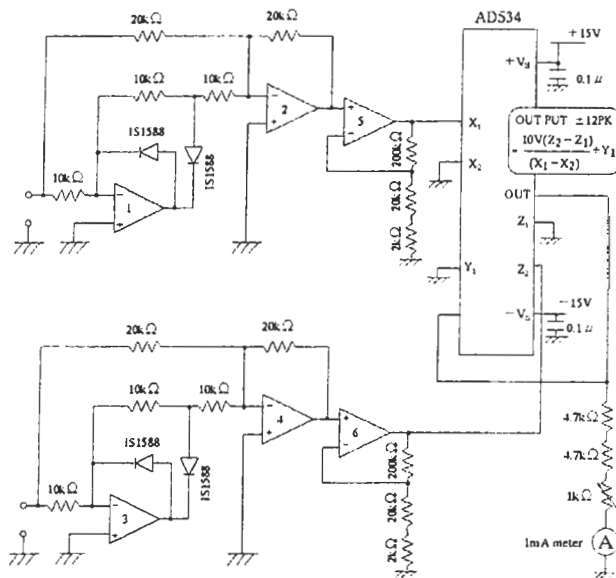 AD534
20kΩ
20kΩ
+15V
+V_S
0.1μ
10kΩ
10kΩ
2
5
OUT PUT ±12PK
= 10V(Z₂−Z₁) / (X₁−X₂) +Y₁
1S1588
1S1588
X₁
200kΩ
10kΩ
1
X₂
OUT
20kΩ
Z₁
2kΩ
Y₁
Z₂
−15V
−V_S
0.1μ
20kΩ
20kΩ
10kΩ
10kΩ
4
6
4.7kΩ
1S1588
1S1588
200kΩ
4.7kΩ
10kΩ
3
20kΩ
1kΩ
2kΩ
1mA meter
A